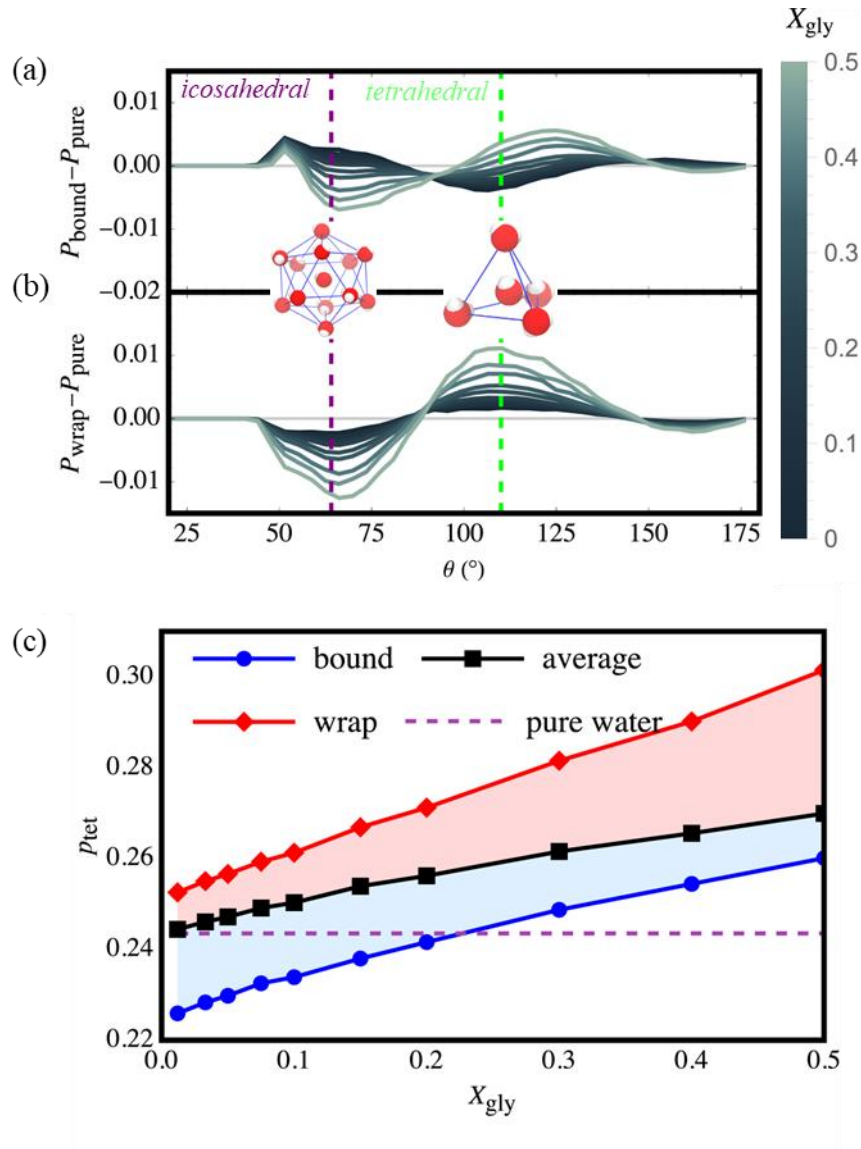 X_gly
(a)
icosahedral
tetrahedral
0.01
0.00
−0.01
−0.02
P_bound−P_pure
(b)
0.01
0.00
−0.01
P_wrap−P_pure
25 50 75 100 125 150 175
θ (°)
0.5
0.4
0.3
0.2
0.1
0
(c)
bound
average
wrap
pure water
0.30
0.28
0.26
0.24
0.22
p_tet
0.0 0.1 0.2 0.3 0.4 0.5
X_gly